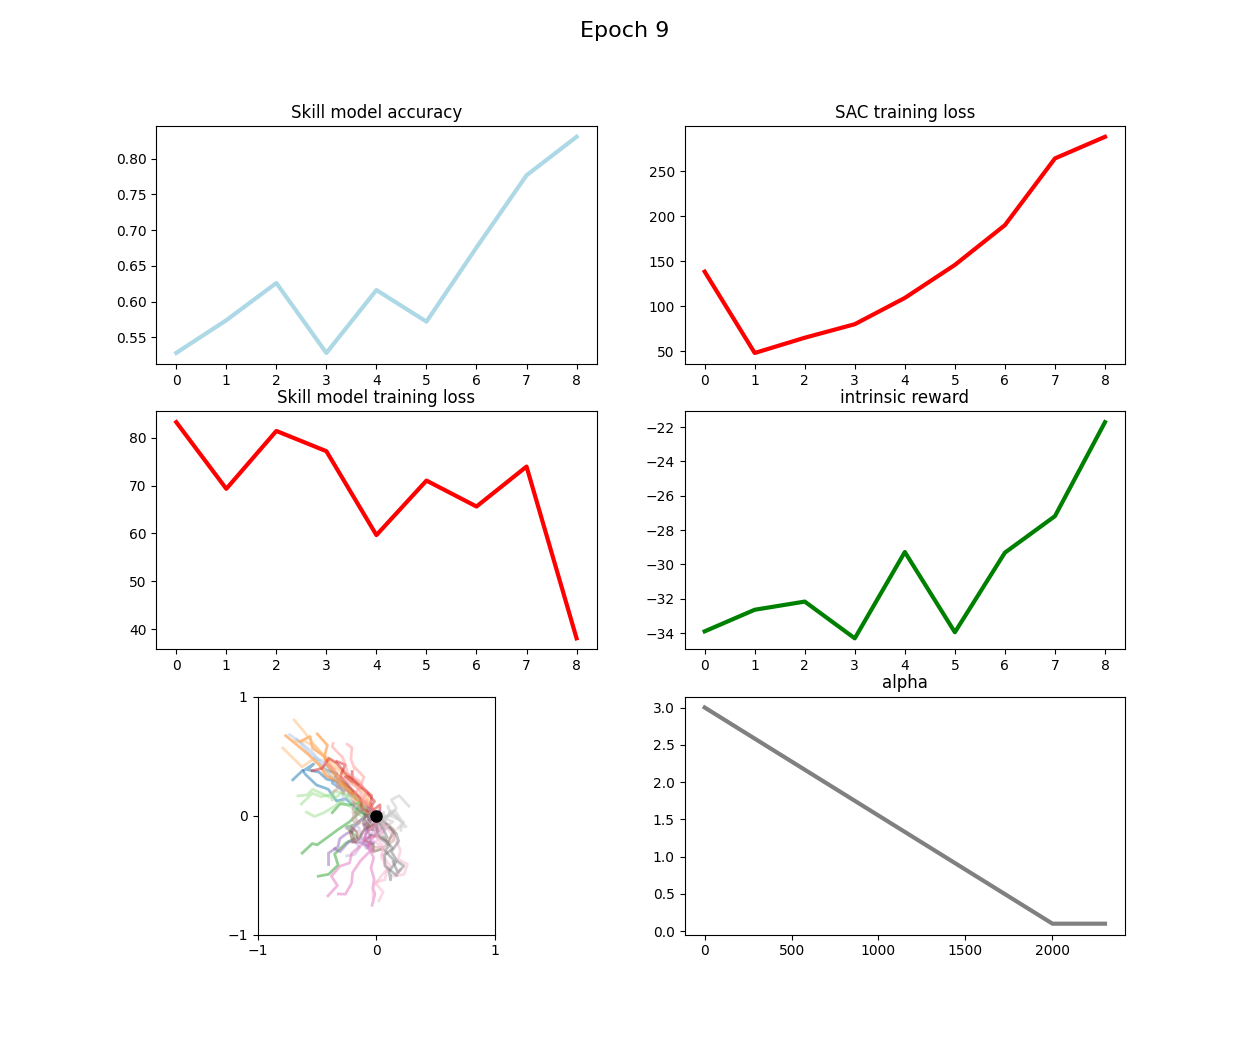 Epoch 9
Skill model accuracy
0.80
0.75
0.70
0.65
0.60
0.55
0 1 2 3 4 5 6 7 8
SAC training loss
250
200
150
100
50
0 1 2 3 4 5 6 7 8
Skill model training loss
80
70
60
50
40
0 1 2 3 4 5 6 7 8
intrinsic reward
−22
−24
−26
−28
−30
−32
−34
0 1 2 3 4 5 6 7 8
1
0
−1
−1 0 1
alpha
3.0
2.5
2.0
1.5
1.0
0.5
0.0
0 500 1000 1500 2000